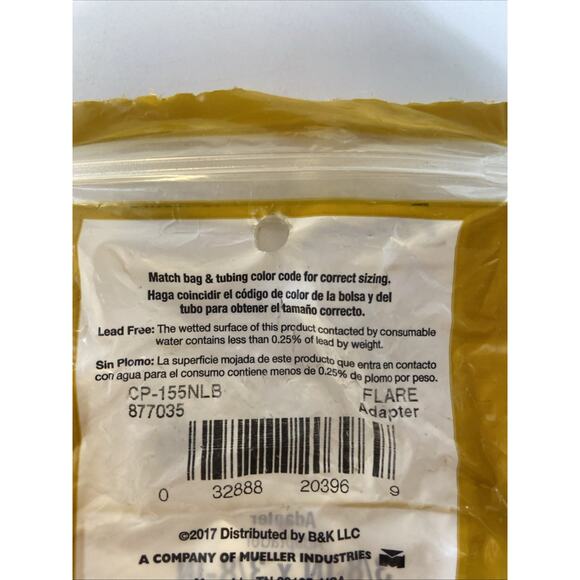 Match bag & tubing color code for correct sizing.
Haga coincidir el código de color de la bolsa y del
tubo para obtener el tamaño correcto.
Lead Free: The wetted surface of this product contacted by consumable
water contains less than 0.25% of lead by weight.
Sin Plomo: La superficie mojada de este producto que entra en contacto
con agua para el consumo contiene menos de 0.25% de plomo por peso.
CP-155NLB FLARE
877035 Adapter
0 32888 20396 9
Adapter
©2017 Distributed by B&K LLC
A COMPANY OF MUELLER INDUSTRIES